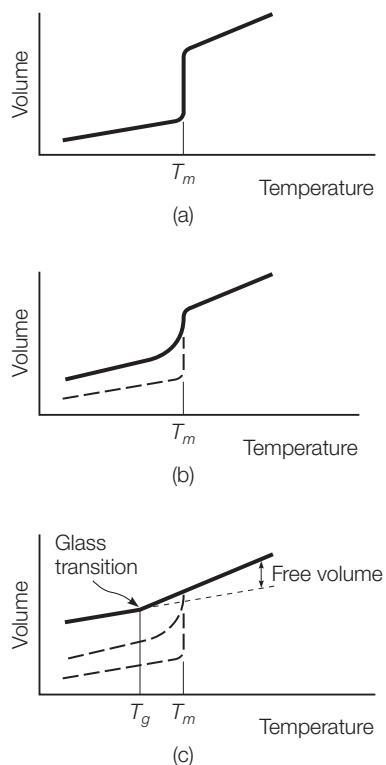 Volume
T_m
Temperature
(a)
Volume
T_m
Temperature
(b)
Glass
transition
Free volume
Volume
T_g T_m
Temperature
(c)